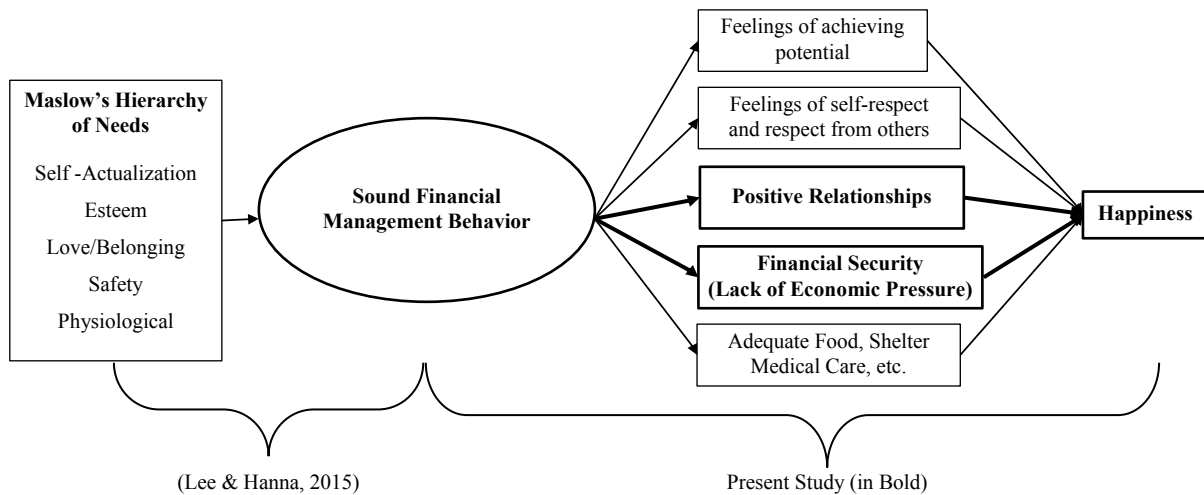 Maslow's Hierarchy
of Needs
Self -Actualization
Esteem
Love/Belonging
Safety
Physiological
Sound Financial
Management Behavior
Feelings of achieving
potential
Feelings of self-respect
and respect from others
Positive Relationships
Financial Security
(Lack of Economic Pressure)
Adequate Food, Shelter
Medical Care, etc.
Happiness
(Lee & Hanna, 2015)
Present Study (in Bold)